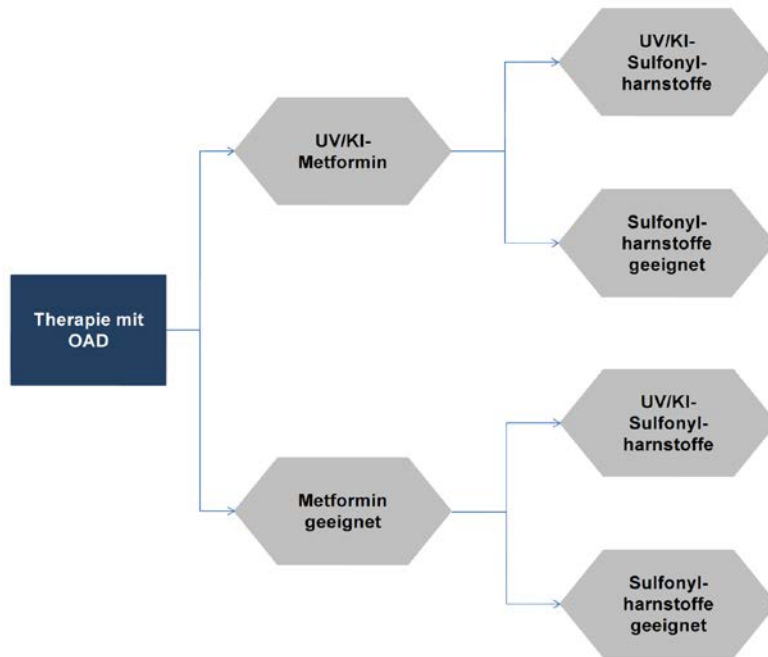 UV/KI-
Sulfonyl-
harnstoffe
UV/KI-
Metformin
Sulfonyl-
harnstoffe
geeignet
Therapie mit
OAD
UV/KI-
Sulfonyl-
harnstoffe
Metformin
geeignet
Sulfonyl-
harnstoffe
geeignet